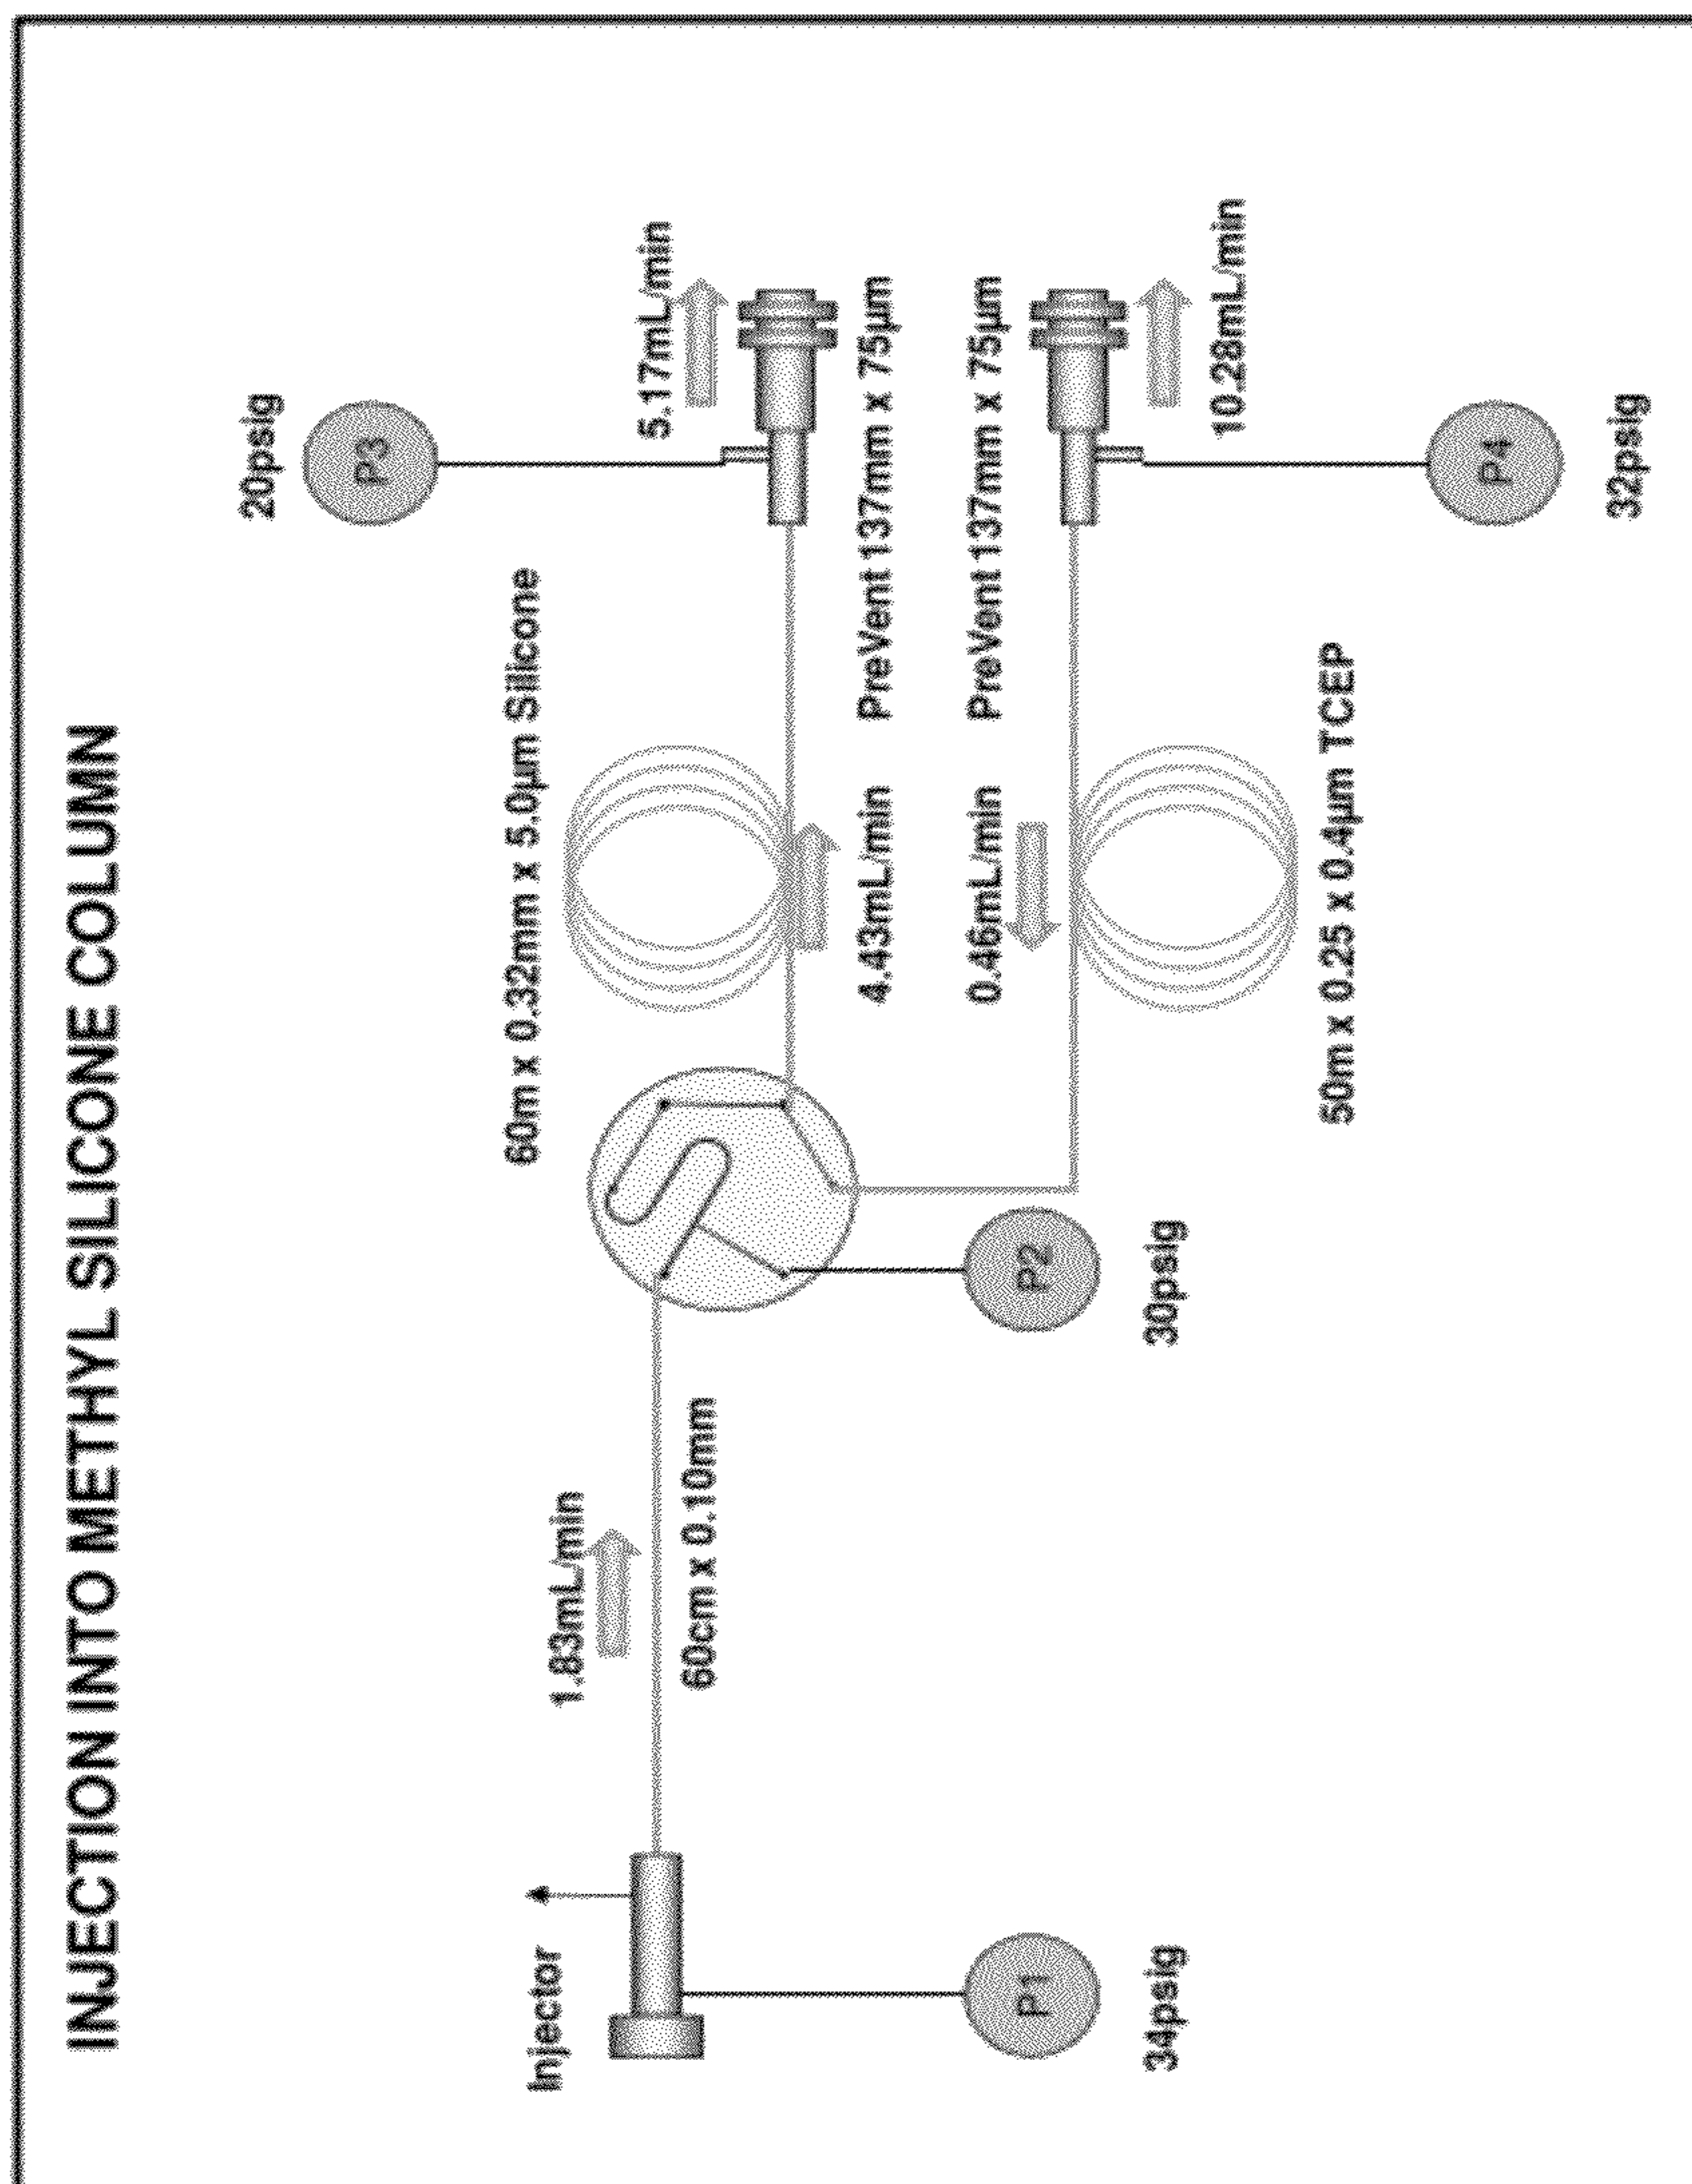 INJECTION INTO METHYL SILICONE COLUMN
20psig
P3
5.17mL/min
60m x 0.32mm x 5.0µm Silicone
1.83mL/min
Injector
60cm x 0.10mm
4.43mL/min
PreVent 137mm x 75µm
0.46mL/min
PreVent 137mm x 75µm
P1
34psig
P2
30psig
10.28mL/min
50m x 0.25 x 0.4µm TCEP
P4
32psig